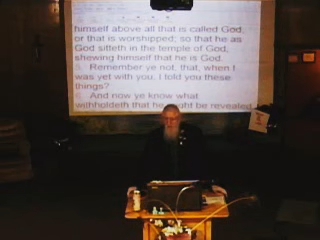 himself above all that is called God,
or that is worshipped; so that he as
God sitteth in the temple of God,
shewing himself that he is God.
5 Remember ye not, that, when I
was yet with you, I told you these
things?
6 And now ye know what
withholdeth that he might be revealed